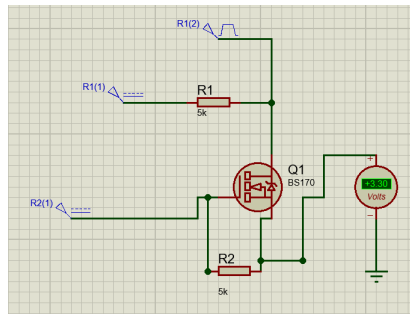 R1(2)
R1(1)
R1
5k
Q1
BS170
+3.30
Volts
R2(1)
R2
5k